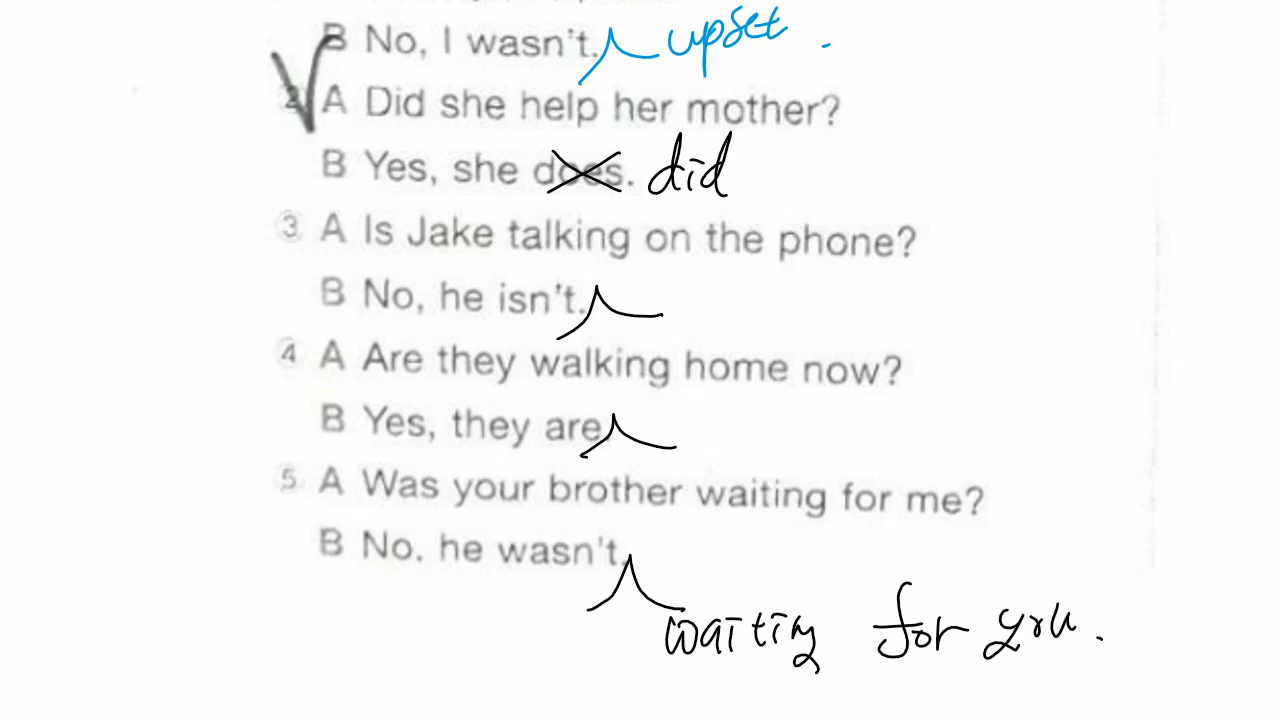 B No, I wasn't. upset.
2 A Did she help her mother?
B Yes, she does. did
3 A Is Jake talking on the phone?
B No, he isn't.
4 A Are they walking home now?
B Yes, they are
5 A Was your brother waiting for me?
B No. he wasn't.
waiting for you.